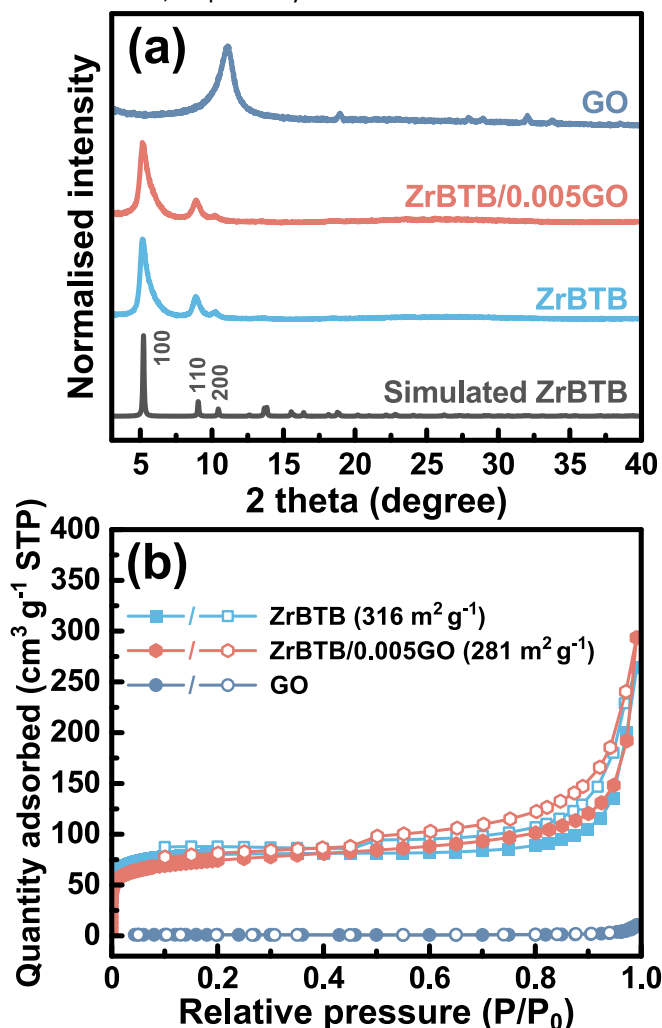 (a)
GO
ZrBTB/0.005GO
ZrBTB
100
110
200
Simulated ZrBTB
Normalised intensity
5 10 15 20 25 30 35 40
2 theta (degree)
(b)
400
350
300
250
200
150
100
50
0
Quantity adsorbed (cm³ g⁻¹ STP)
/ ZrBTB (316 m² g⁻¹)
/ ZrBTB/0.005GO (281 m² g⁻¹)
/ GO
0 0.2 0.4 0.6 0.8 1.0
Relative pressure (P/P₀)